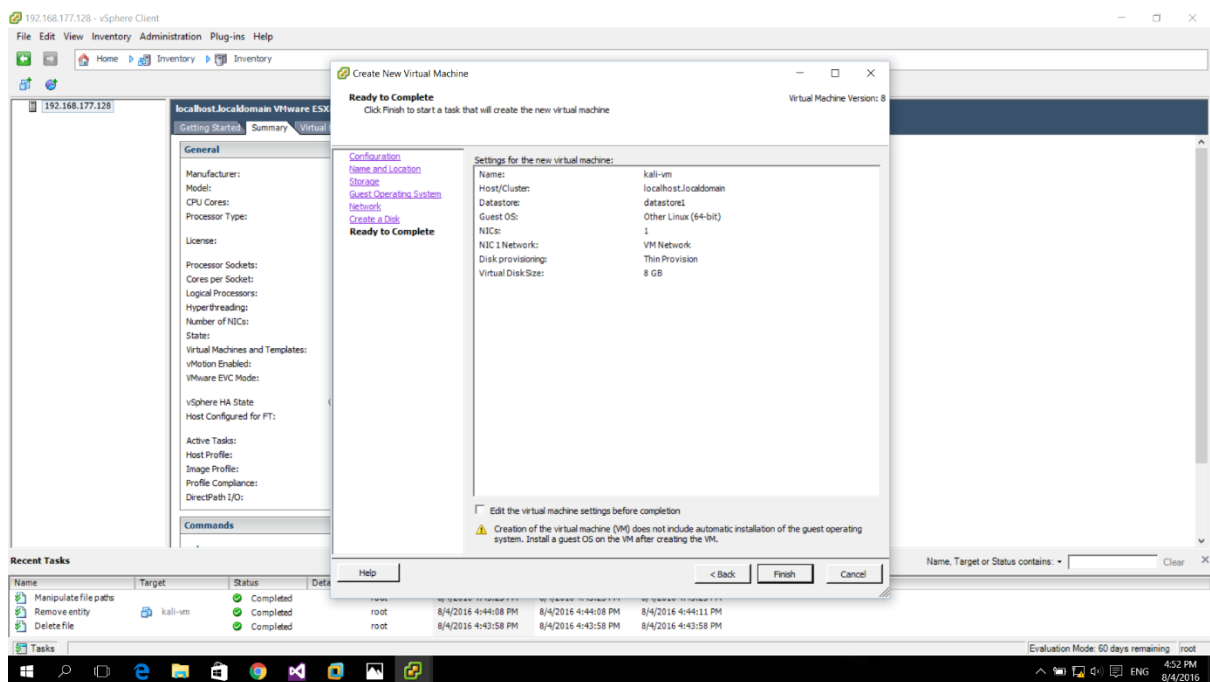 192.168.177.128 - vSphere Client
File Edit View Inventory Administration Plug-ins Help
Home Inventory Inventory
192.168.177.128
localhost.localdomain VMware ESX
Getting Started Summary Virtual
General
Manufacturer:
Model:
CPU Cores:
Processor Type:
License:
Processor Sockets:
Cores per Socket:
Logical Processors:
Hyperthreading:
Number of NICs:
State:
Virtual Machines and Templates:
vMotion Enabled:
VMware EVC Mode:
vSphere HA State
Host Configured for FT:
Active Tasks:
Host Profile:
Image Profile:
Profile Compliance:
DirectPath I/O:
Commands
Create New Virtual Machine
Ready to Complete
Click Finish to start a task that will create the new virtual machine
Virtual Machine Version: 8
Configuration
Name and Location
Storage
Guest Operating System
Network
Create a Disk
Ready to Complete
Settings for the new virtual machine:
Name: kali-vm
Host/Cluster: localhost.localdomain
Datastore: datastore1
Guest OS: Other Linux (64-bit)
NICs: 1
NIC 1 Network: VM Network
Disk provisioning: Thin Provision
Virtual Disk Size: 8 GB
Edit the virtual machine settings before completion
Creation of the virtual machine (VM) does not include automatic installation of the guest operating
system. Install a guest OS on the VM after creating the VM.
Help < Back Finish Cancel
Recent Tasks
Name, Target or Status contains: Clear
Name Target Status Deta
Manipulate file paths Completed
Remove entity kali-vm Completed root 8/4/2016 4:44:08 PM 8/4/2016 4:44:08 PM 8/4/2016 4:44:11 PM
Delete file Completed root 8/4/2016 4:43:58 PM 8/4/2016 4:43:58 PM 8/4/2016 4:43:58 PM
Tasks
Evaluation Mode: 60 days remaining root
ENG
4:52 PM
8/4/2016